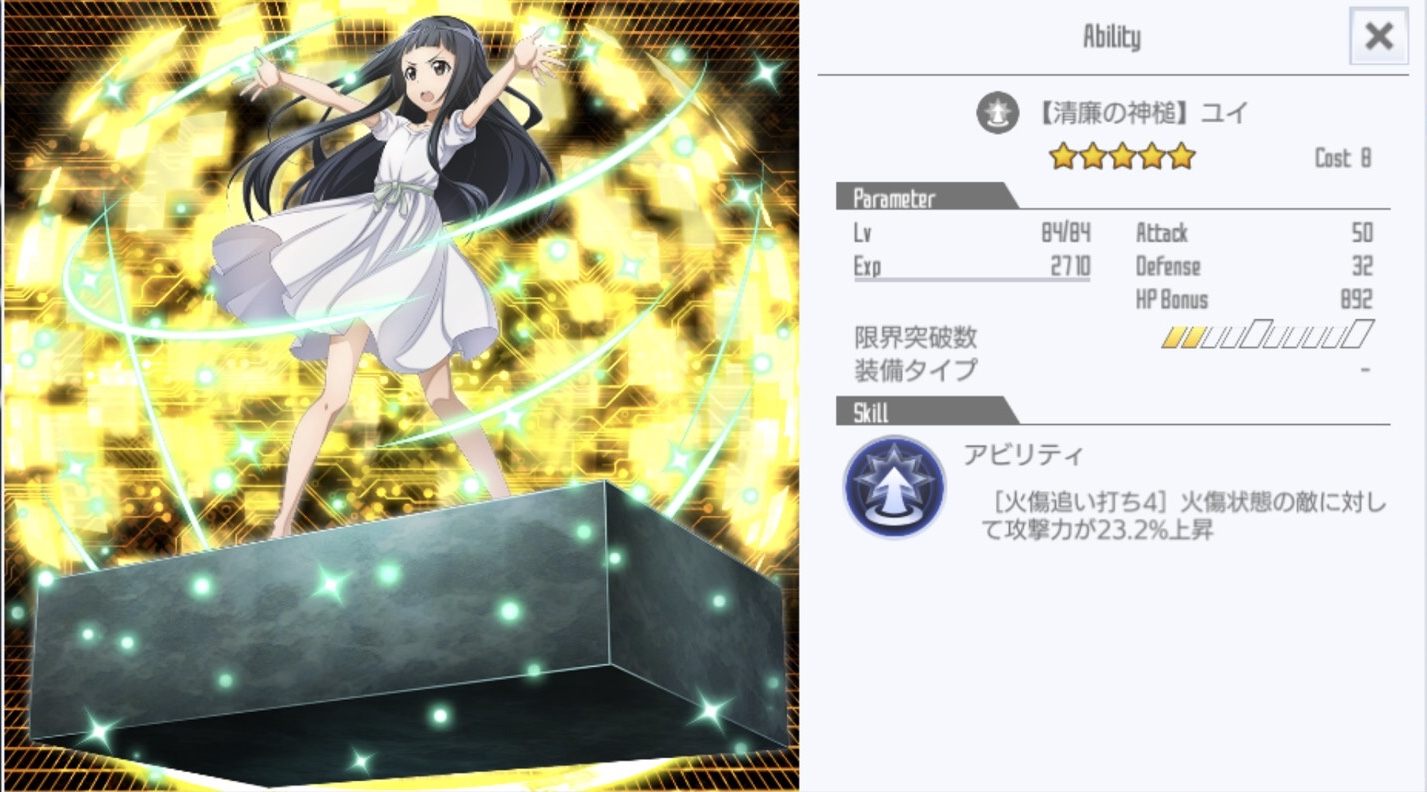 Ability
【清廉の神槌】ユイ
Cost 8
Parameter
Lv 84/84 Attack 50
Exp 2710 Defense 32
HP Bonus 892
限界突破数
装備タイプ -
Skill
アビリティ
［火傷追い打ち4］火傷状態の敵に対し
て攻撃力が23.2%上昇